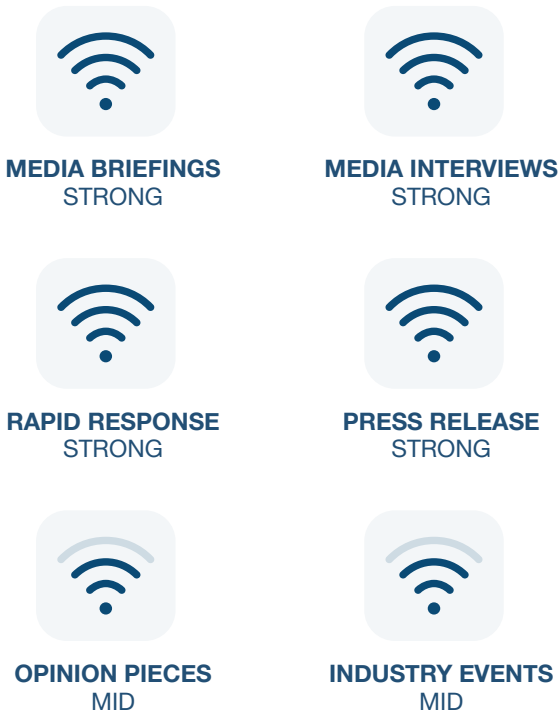 MEDIA BRIEFINGS
STRONG
MEDIA INTERVIEWS
STRONG
RAPID RESPONSE
STRONG
PRESS RELEASE
STRONG
OPINION PIECES
MID
INDUSTRY EVENTS
MID